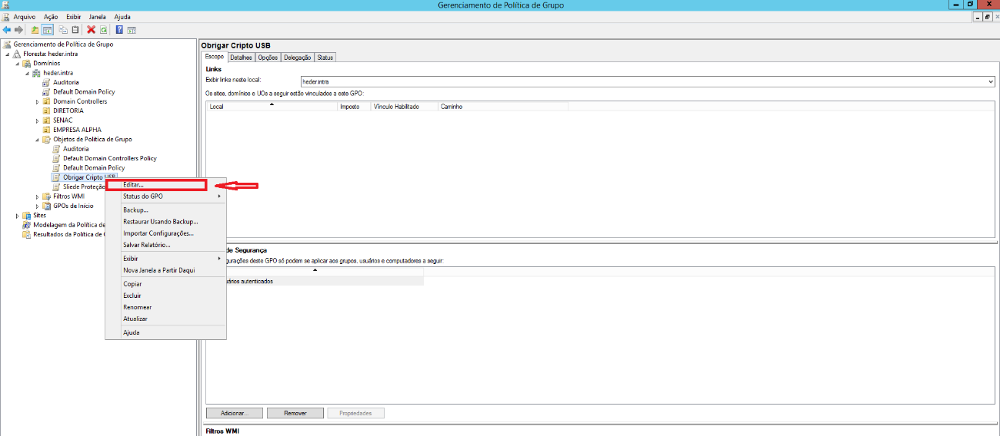 Gerenciamento de Política de Grupo
Arquivo Ação Exibir Janela Ajuda
Gerenciamento de Política de Grupo
Floresta: heder.intra
Domínios
heder.intra
Auditoria
Default Domain Policy
Domain Controllers
DIRETORIA
SENAC
EMPRESA ALPHA
Objetos de Política de Grupo
Auditoria
Default Domain Controllers Policy
Default Domain Policy
Obrigar Cripto USB
Sliede Proteção
Filtros WMI
GPOs de Início
Sites
Modelagem da Política de
Resultados da Política de
Editar...
Status do GPO
Backup...
Restaurar Usando Backup...
Importar Configurações...
Salvar Relatório...
Exibir
Nova Janela a Partir Daqui
Copiar
Excluir
Renomear
Atualizar
Ajuda
Obrigar Cripto USB
Escopo Detalhes Opções Delegação Status
Links
Exibir links neste local: heder.intra
Os sites, domínios e UOs a seguir estão vinculados a este GPO:
Local Imposto Vínculo Habilitado Caminho
de Segurança
gurações deste GPO só podem se aplicar aos grupos, usuários e computadores a seguir:
uários autenticados
Adicionar... Remover Propriedades
Filtros WMI